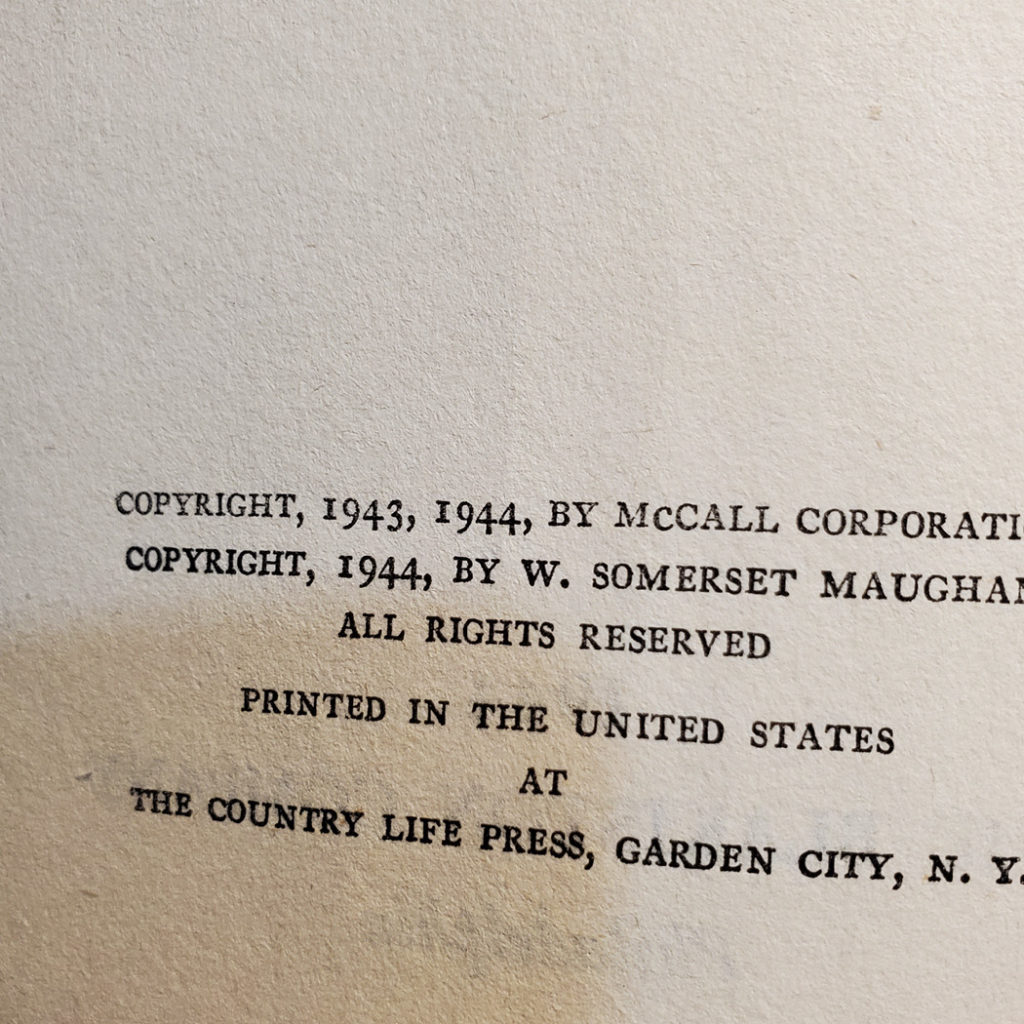 COPYRIGHT, 1943, 1944, BY McCALL CORPORATI
COPYRIGHT, 1944, BY W. SOMERSET MAUGHAM
ALL RIGHTS RESERVED
PRINTED IN THE UNITED STATES
AT
THE COUNTRY LIFE PRESS, GARDEN CITY, N. Y.